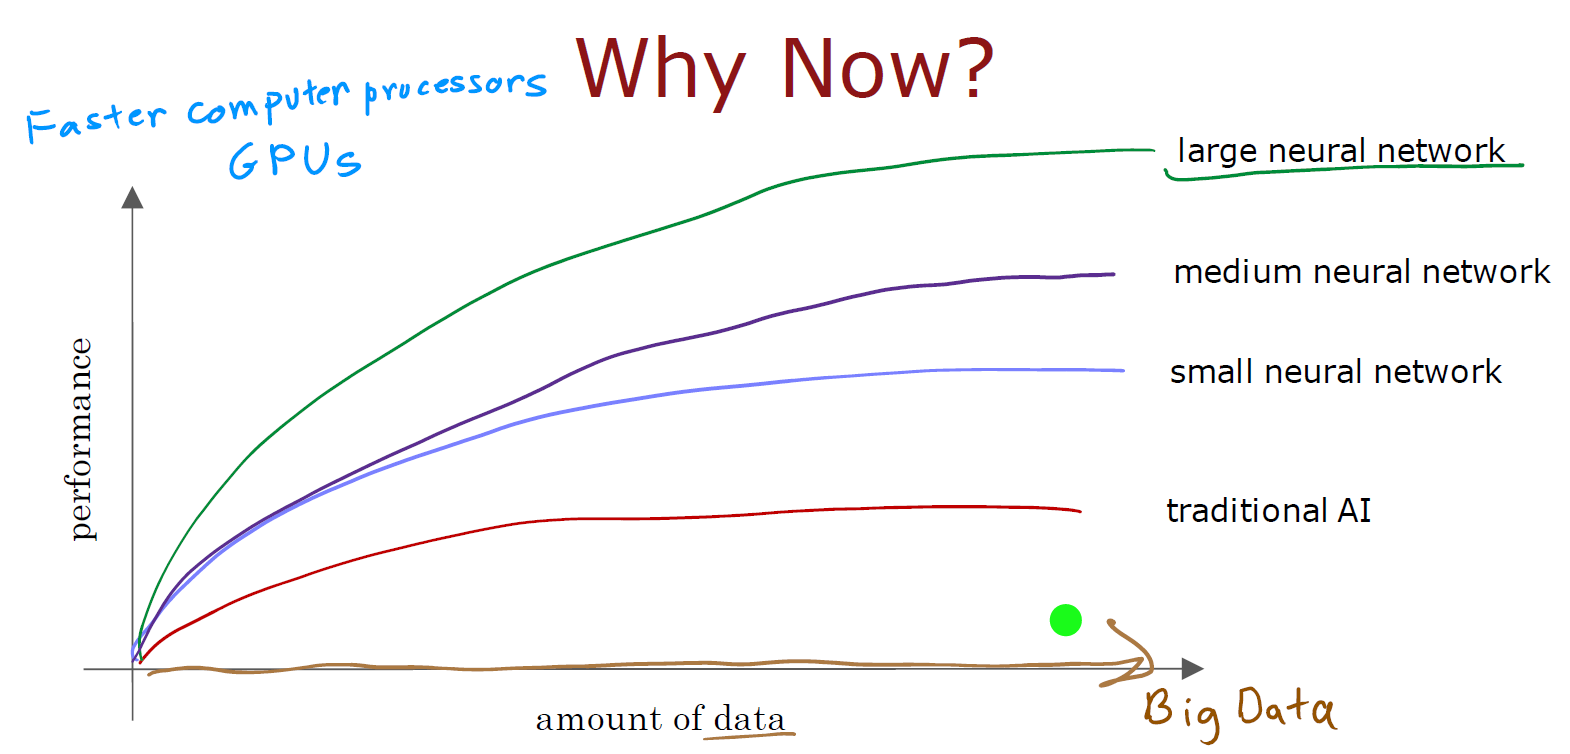 Why Now?
Faster computer processors
GPUs
large neural network
medium neural network
small neural network
traditional AI
performance
amount of data
Big Data